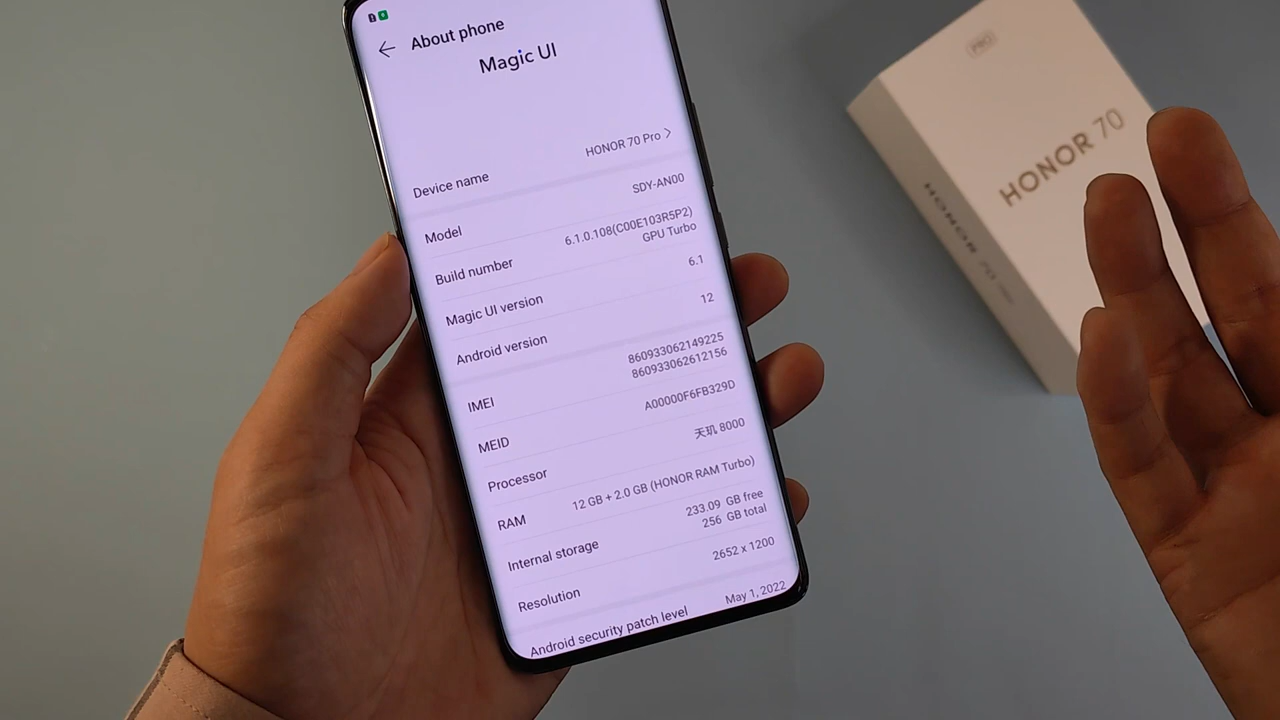 About phone
Magic UI
Device name HONOR 70 Pro
Model SDY-AN00
Build number 6.1.0.108(C00E103R5P2)
GPU Turbo
Magic UI version 6.1
Android version 12
IMEI 860933062149225
860933062612156
MEID A00000F6FB329D
Processor 天玑 8000
RAM 12 GB + 2.0 GB (HONOR RAM Turbo)
Internal storage 233.09 GB free
256 GB total
Resolution 2652 x 1200
Android security patch level May 1, 2022
PRO
HONOR 70
HONOR 70